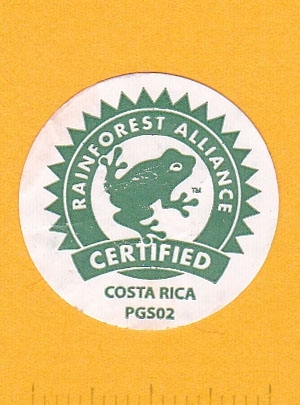 RAINFOREST ALLIANCE
TM
CERTIFIED
COSTA RICA
PGS02